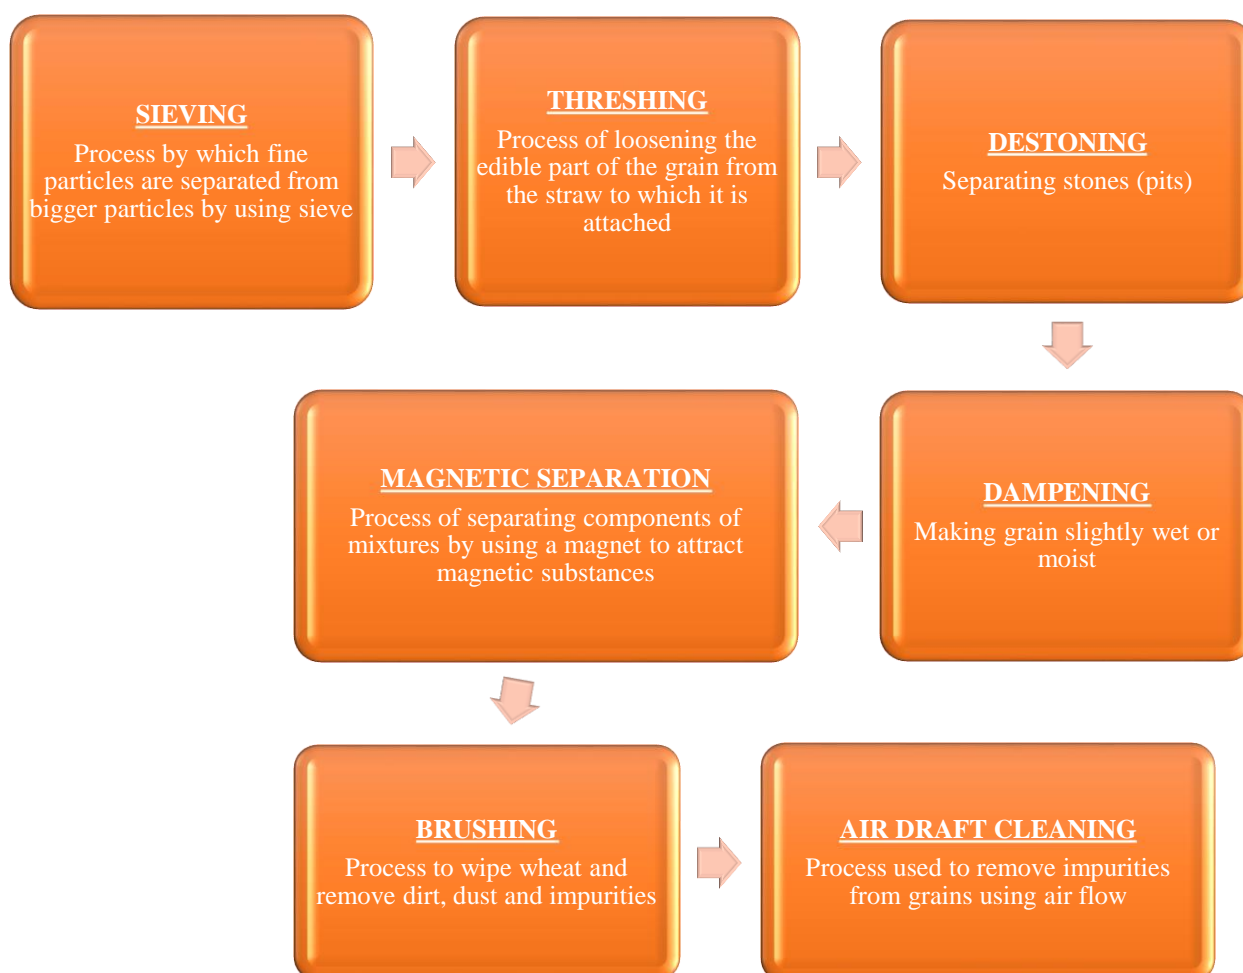 SIEVING
Process by which fine
particles are separated from
bigger particles by using sieve
THRESHING
Process of loosening the
edible part of the grain from
the straw to which it is
attached
DESTONING
Separating stones (pits)
DAMPENING
Making grain slightly wet or
moist
MAGNETIC SEPARATION
Process of separating components of
mixtures by using a magnet to attract
magnetic substances
BRUSHING
Process to wipe wheat and
remove dirt, dust and impurities
AIR DRAFT CLEANING
Process used to remove impurities
from grains using air flow